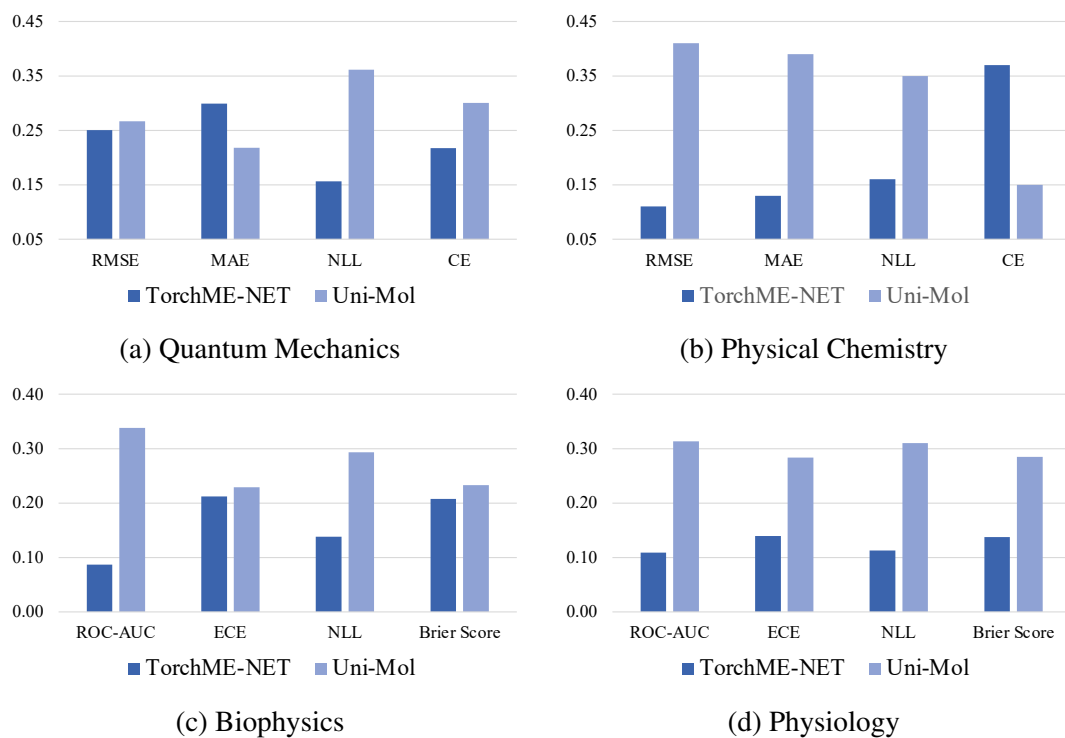 0.45
0.35
0.25
0.15
0.05
RMSE MAE NLL CE
TorchME-NET Uni-Mol
(a) Quantum Mechanics
0.45
0.35
0.25
0.15
0.05
RMSE MAE NLL CE
TorchME-NET Uni-Mol
(b) Physical Chemistry
0.40
0.30
0.20
0.10
0.00
ROC-AUC ECE NLL Brier Score
TorchME-NET Uni-Mol
(c) Biophysics
0.40
0.30
0.20
0.10
0.00
ROC-AUC ECE NLL Brier Score
TorchME-NET Uni-Mol
(d) Physiology